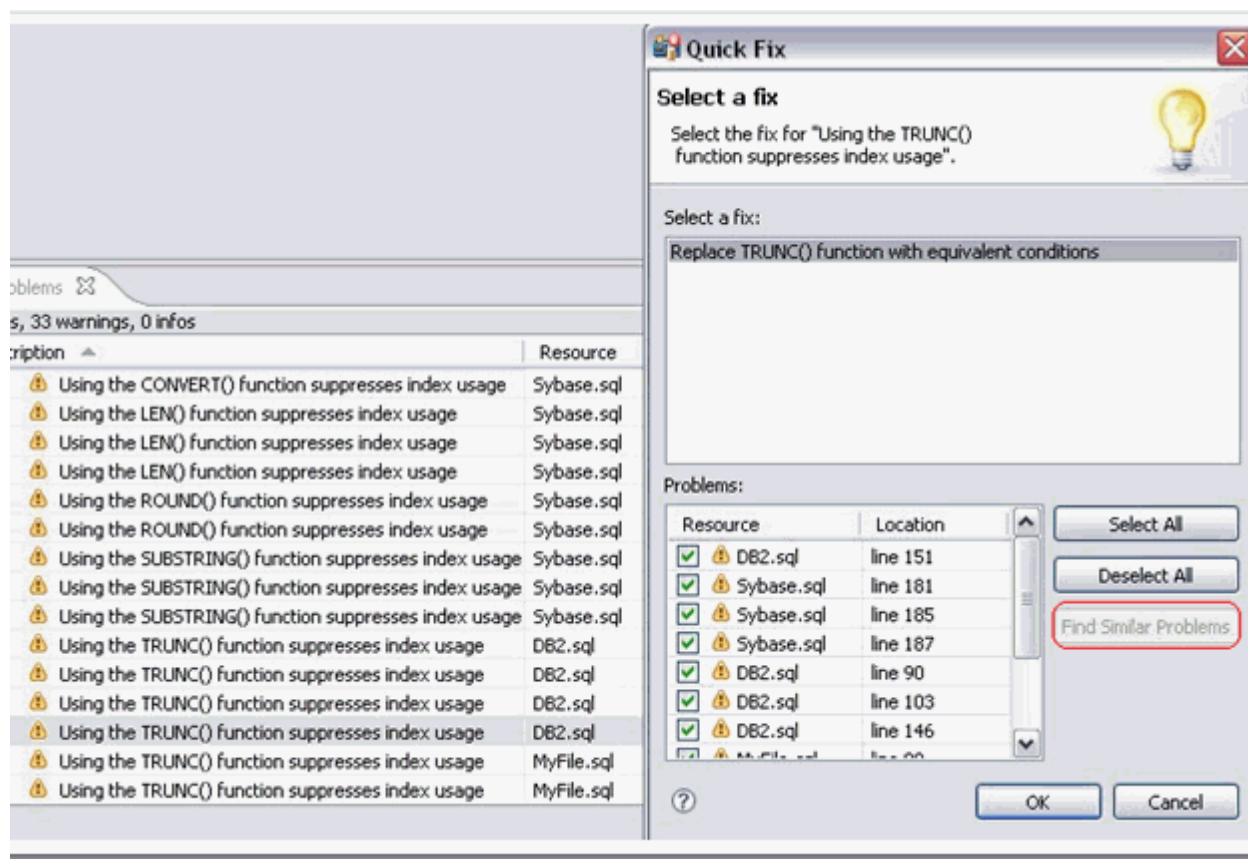 Quick Fix
Select a fix
Select the fix for "Using the TRUNC()
function suppresses index usage".
Select a fix:
Replace TRUNC() function with equivalent conditions
oblems
s, 33 warnings, 0 infos
ription Resource
Using the CONVERT() function suppresses index usage Sybase.sql
Using the LEN() function suppresses index usage Sybase.sql
Using the LEN() function suppresses index usage Sybase.sql
Using the LEN() function suppresses index usage Sybase.sql
Using the ROUND() function suppresses index usage Sybase.sql
Using the ROUND() function suppresses index usage Sybase.sql
Using the SUBSTRING() function suppresses index usage Sybase.sql
Using the SUBSTRING() function suppresses index usage Sybase.sql
Using the SUBSTRING() function suppresses index usage Sybase.sql
Using the TRUNC() function suppresses index usage DB2.sql
Using the TRUNC() function suppresses index usage DB2.sql
Using the TRUNC() function suppresses index usage DB2.sql
Using the TRUNC() function suppresses index usage DB2.sql
Using the TRUNC() function suppresses index usage MyFile.sql
Using the TRUNC() function suppresses index usage MyFile.sql
Problems:
Resource Location
DB2.sql line 151
Sybase.sql line 181
Sybase.sql line 185
Sybase.sql line 187
DB2.sql line 90
DB2.sql line 103
DB2.sql line 146
Select All
Deselect All
Find Similar Problems
OK Cancel